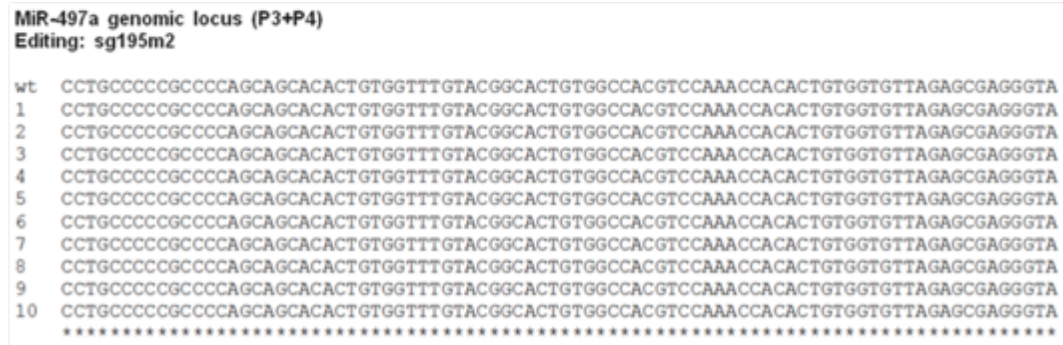 MiR-497a genomic locus (P3+P4)
Editing: sg195m2
wt CCTGCCCCCGCCCCAGCAGCACACTGTGGTTTGTACGGCACTGTGGCCACGTCCAAACCACACTGTGGTGTTAGAGCGAGGGTA
1 CCTGCCCCCGCCCCAGCAGCACACTGTGGTTTGTACGGCACTGTGGCCACGTCCAAACCACACTGTGGTGTTAGAGCGAGGGTA
2 CCTGCCCCCGCCCCAGCAGCACACTGTGGTTTGTACGGCACTGTGGCCACGTCCAAACCACACTGTGGTGTTAGAGCGAGGGTA
3 CCTGCCCCCGCCCCAGCAGCACACTGTGGTTTGTACGGCACTGTGGCCACGTCCAAACCACACTGTGGTGTTAGAGCGAGGGTA
4 CCTGCCCCCGCCCCAGCAGCACACTGTGGTTTGTACGGCACTGTGGCCACGTCCAAACCACACTGTGGTGTTAGAGCGAGGGTA
5 CCTGCCCCCGCCCCAGCAGCACACTGTGGTTTGTACGGCACTGTGGCCACGTCCAAACCACACTGTGGTGTTAGAGCGAGGGTA
6 CCTGCCCCCGCCCCAGCAGCACACTGTGGTTTGTACGGCACTGTGGCCACGTCCAAACCACACTGTGGTGTTAGAGCGAGGGTA
7 CCTGCCCCCGCCCCAGCAGCACACTGTGGTTTGTACGGCACTGTGGCCACGTCCAAACCACACTGTGGTGTTAGAGCGAGGGTA
8 CCTGCCCCCGCCCCAGCAGCACACTGTGGTTTGTACGGCACTGTGGCCACGTCCAAACCACACTGTGGTGTTAGAGCGAGGGTA
9 CCTGCCCCCGCCCCAGCAGCACACTGTGGTTTGTACGGCACTGTGGCCACGTCCAAACCACACTGTGGTGTTAGAGCGAGGGTA
10 CCTGCCCCCGCCCCAGCAGCACACTGTGGTTTGTACGGCACTGTGGCCACGTCCAAACCACACTGTGGTGTTAGAGCGAGGGTA
************************************************************************************